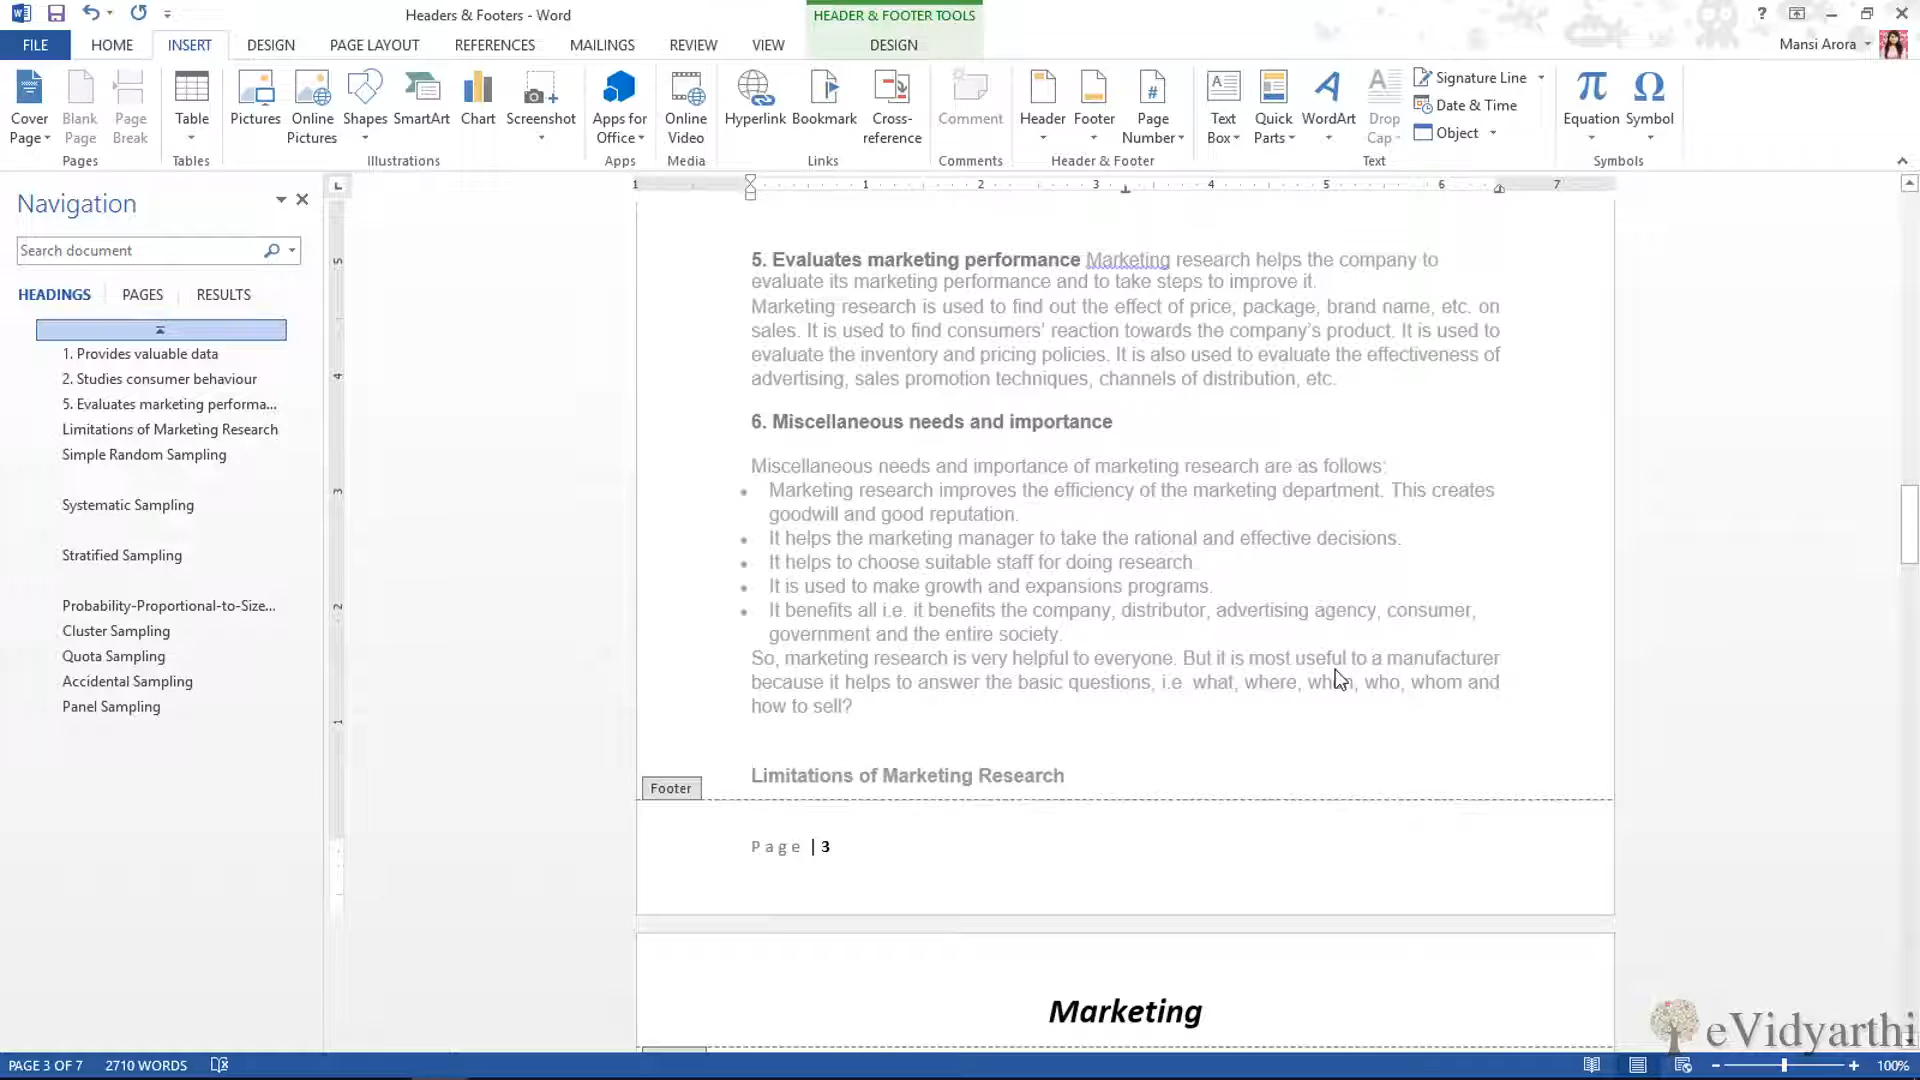 Headers & Footers - Word
HEADER & FOOTER TOOLS
?
FILE
HOME
INSERT
DESIGN
PAGE LAYOUT
REFERENCES
MAILINGS
REVIEW
VIEW
DESIGN
Mansi Arora
Cover Page
Blank Page
Page Break
Table
Pictures
Online Pictures
Shapes
SmartArt
Chart
Screenshot
Apps for Office
Online Video
Hyperlink
Bookmark
Cross-reference
Comment
Header
Footer
Page Number
Text Box
Quick Parts
WordArt
Drop Cap
Signature Line
Date & Time
Object
Equation
Symbol
Pages
Tables
Illustrations
Apps
Media
Links
Comments
Header & Footer
Text
Symbols
Navigation
Search document
HEADINGS
PAGES
RESULTS
1. Provides valuable data
2. Studies consumer behaviour
5. Evaluates marketing performa...
Limitations of Marketing Research
Simple Random Sampling
Systematic Sampling
Stratified Sampling
Probability-Proportional-to-Size...
Cluster Sampling
Quota Sampling
Accidental Sampling
Panel Sampling
1 1 2 3 4 5 6 7
5
4
3
2
1
5. Evaluates marketing performance Marketing research helps the company to
evaluate its marketing performance and to take steps to improve it.
Marketing research is used to find out the effect of price, package, brand name, etc. on
sales. It is used to find consumers’ reaction towards the company’s product. It is used to
evaluate the inventory and pricing policies. It is also used to evaluate the effectiveness of
advertising, sales promotion techniques, channels of distribution, etc.
6. Miscellaneous needs and importance
Miscellaneous needs and importance of marketing research are as follows:
• Marketing research improves the efficiency of the marketing department. This creates
goodwill and good reputation.
• It helps the marketing manager to take the rational and effective decisions.
• It helps to choose suitable staff for doing research.
• It is used to make growth and expansions programs.
• It benefits all i.e. it benefits the company, distributor, advertising agency, consumer,
government and the entire society.
So, marketing research is very helpful to everyone. But it is most useful to a manufacturer
because it helps to answer the basic questions, i.e what, where, when, who, whom and
how to sell?
Limitations of Marketing Research
Footer
Page | 3
Marketing
eVidyarthi
PAGE 3 OF 7
2710 WORDS
100%